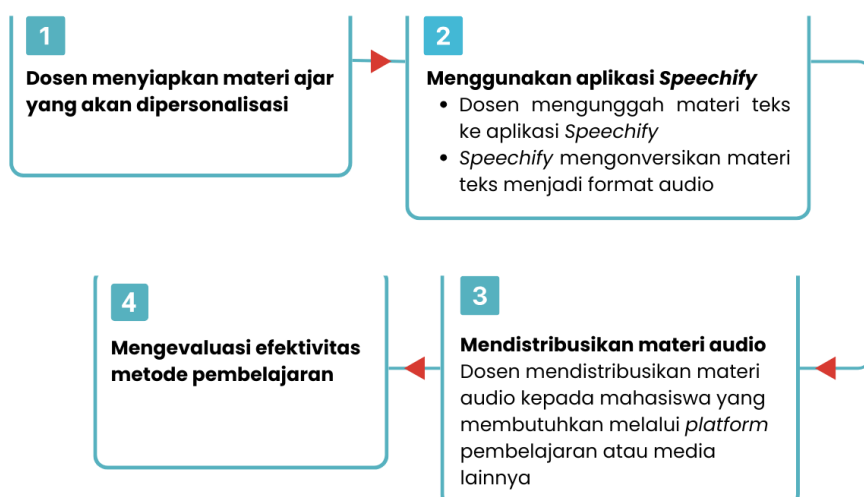 1
Dosen menyiapkan materi ajar
yang akan dipersonalisasi
2
Menggunakan aplikasi Speechify
• Dosen mengunggah materi teks
ke aplikasi Speechify
• Speechify mengonversikan materi
teks menjadi format audio
3
Mendistribusikan materi audio
Dosen mendistribusikan materi
audio kepada mahasiswa yang
membutuhkan melalui platform
pembelajaran atau media
lainnya
4
Mengevaluasi efektivitas
metode pembelajaran